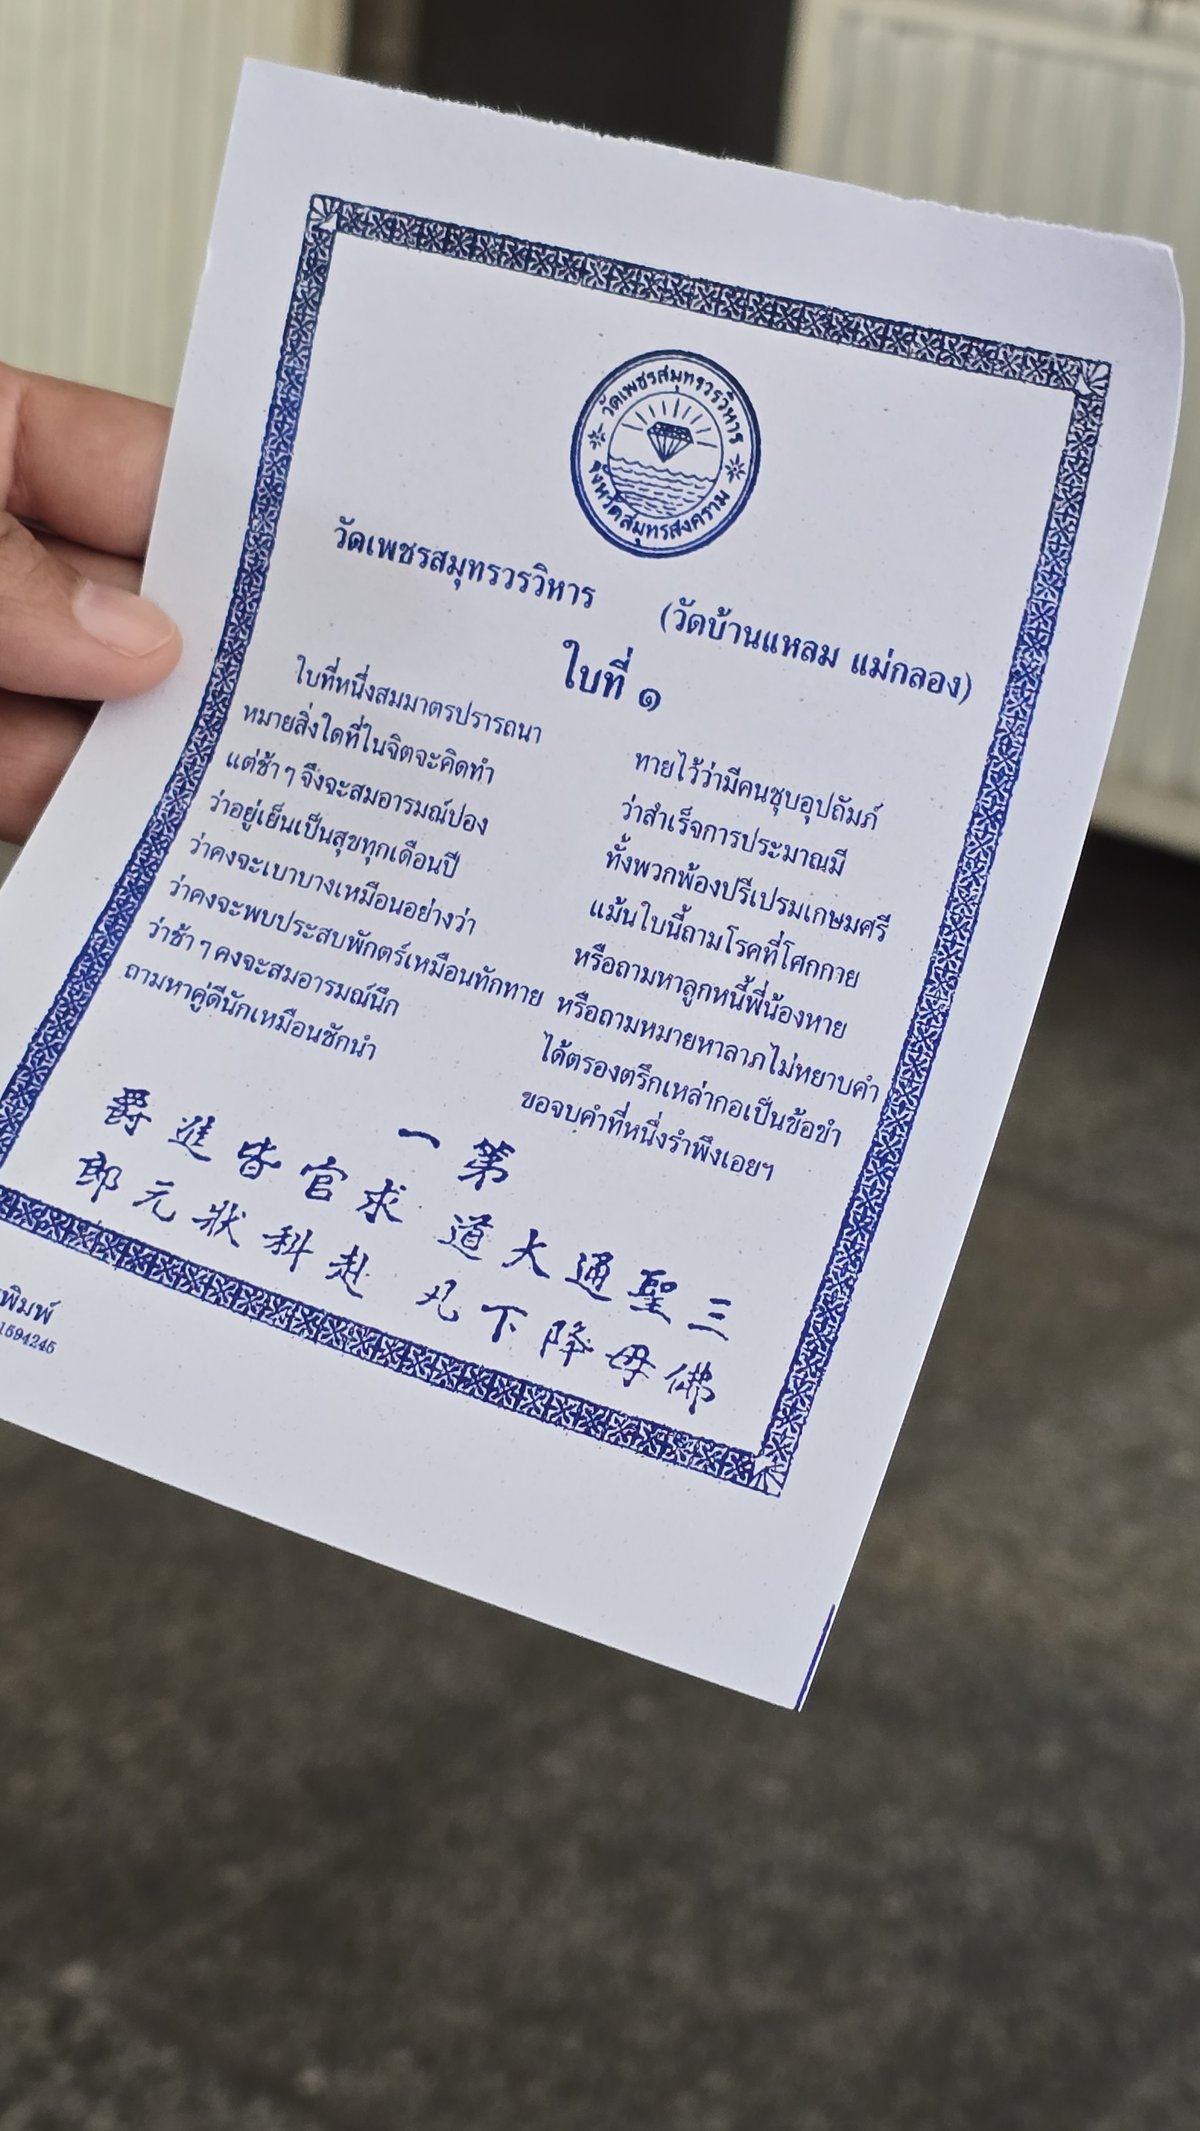 วัดเพชรสมุทรวรวิหาร
จังหวัดสมุทรสงคราม
วัดเพชรสมุทรวรวิหาร (วัดบ้านแหลม แม่กลอง)
ใบที่ ๑
ใบที่หนึ่งสมมาตรปรารถนา ทายไว้ว่ามีคนชุบอุปถัมภ์
หมายสิ่งใดที่ในจิตจะคิดทำ ว่าสำเร็จการประมาณมี
แต่ช้าๆ จึงจะสมอารมณ์ปอง ทั้งพวกพ้องปรีเปรมเกษมศรี
ว่าอยู่เย็นเป็นสุขทุกเดือนปี แม้นใบนี้ถามโรคที่โศกกาย
ว่าคงจะเบาบางเหมือนอย่างว่า หรือถามหาลูกหนี้พี่น้องหาย
ว่าคงจะพบประสบพักตร์เหมือนทักทาย หรือถามหมายหาลาภไม่หยาบคำ
ว่าช้าๆ คงจะสมอารมณ์นึก ได้ตรองตรึกเหล่ากอเป็นข้อขำ
ถามหาคู่ดีนักเหมือนชักนำ ขอจบคำที่หนึ่งรำพึงเอยฯ
一第
爵進皆官求 道大通聖三
郎元狀科赴 凡下降母佛
พิมพ์
1594245